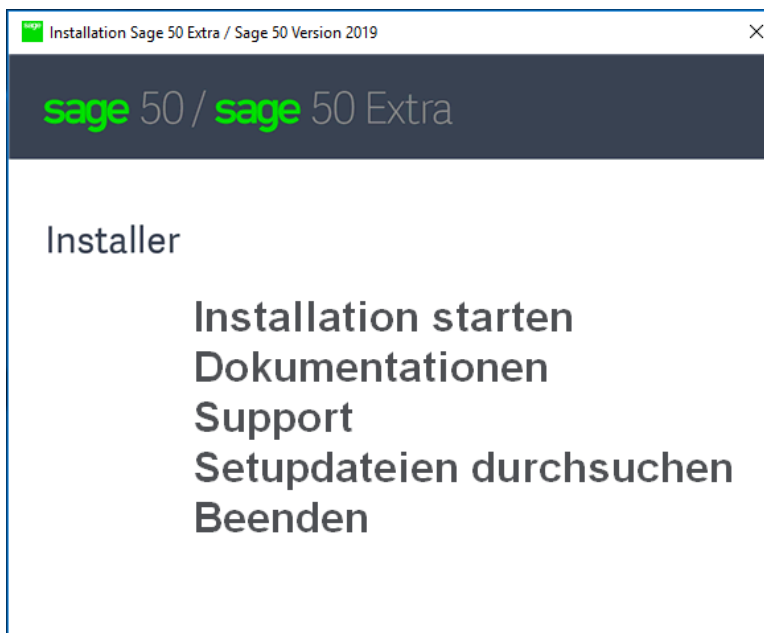 sage
Installation Sage 50 Extra / Sage 50 Version 2019
sage 50 / sage 50 Extra
Installer
Installation starten
Dokumentationen
Support
Setupdateien durchsuchen
Beenden